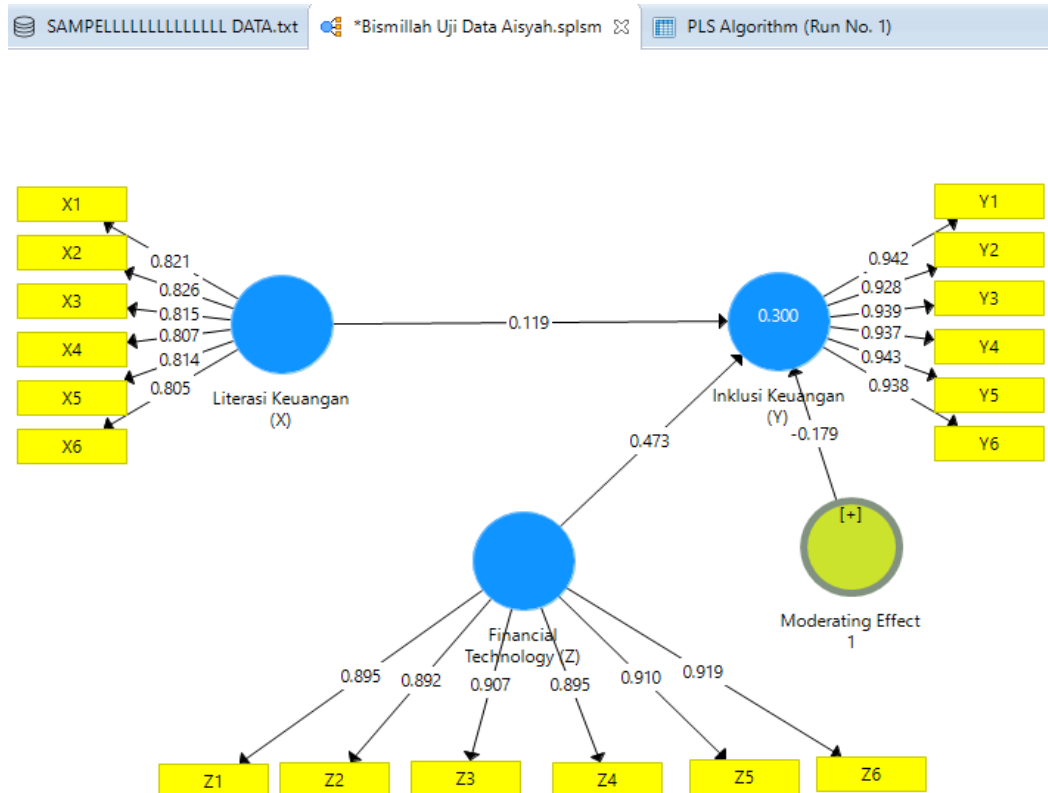 SAMPELLLLLLLLLLLLLL DATA.txt
*Bismillah Uji Data Aisyah.splsm
PLS Algorithm (Run No. 1)
X1
X2
X3
X4
X5
X6
0.821
0.826
0.815
0.807
0.814
0.805
Literasi Keuangan
(X)
0.119
0.300
Inklusi Keuangan
(Y)
0.942
0.928
0.939
0.937
0.943
0.938
Y1
Y2
Y3
Y4
Y5
Y6
0.473
-0.179
[+]
Moderating Effect
1
Financial
Technology (Z)
0.895
0.892
0.907
0.895
0.910
0.919
Z1
Z2
Z3
Z4
Z5
Z6